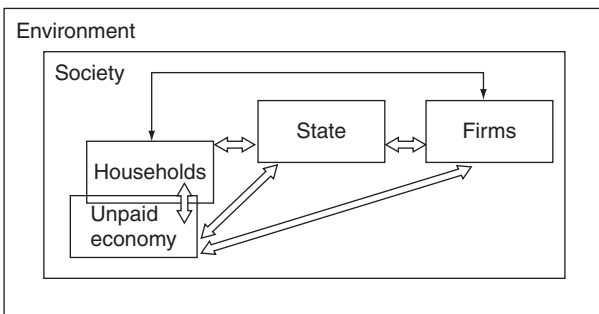 Environment
Society
State
Firms
Households
Unpaid
economy